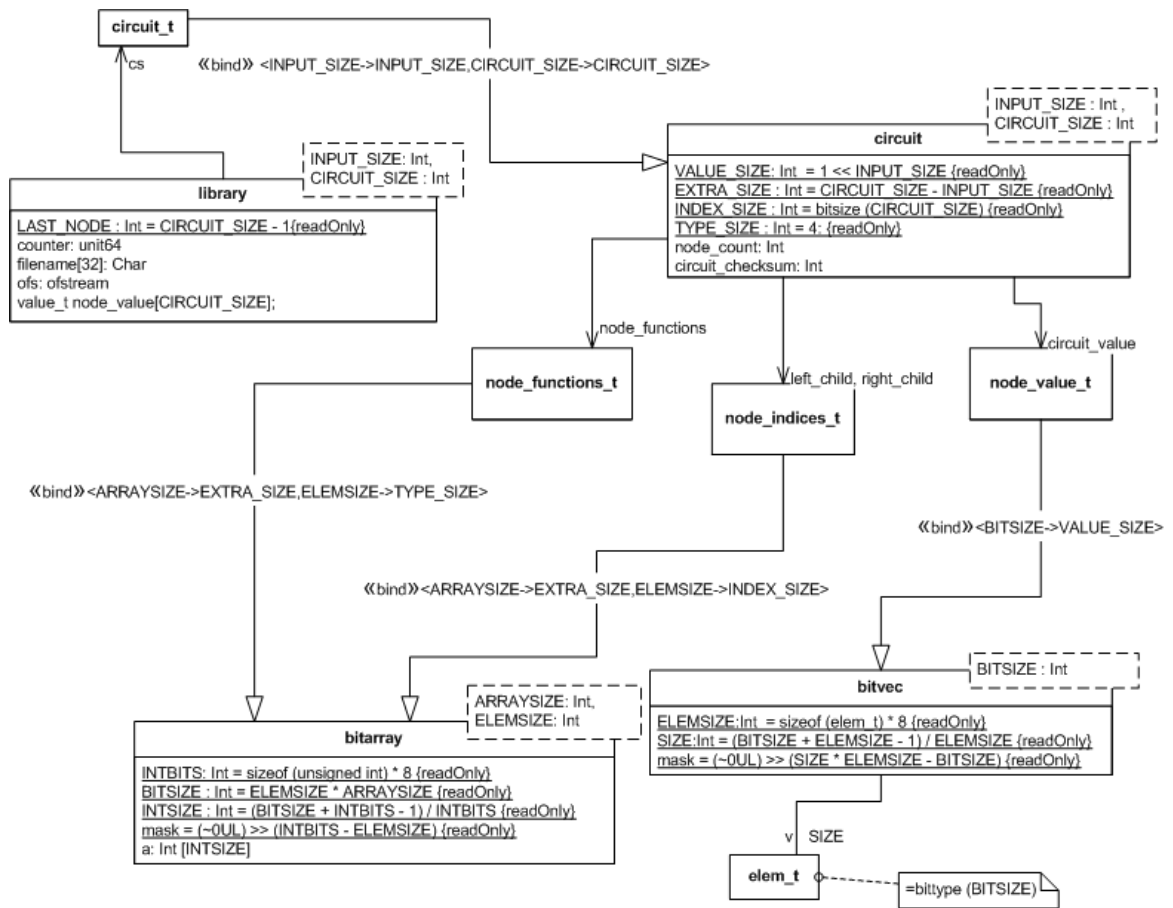 circuit_t
cs
«bind» <INPUT_SIZE->INPUT_SIZE,CIRCUIT_SIZE->CIRCUIT_SIZE>
INPUT_SIZE : Int ,
CIRCUIT_SIZE : Int
circuit
VALUE_SIZE: Int = 1 << INPUT_SIZE {readOnly}
EXTRA_SIZE : Int = CIRCUIT_SIZE - INPUT_SIZE {readOnly}
INDEX_SIZE : Int = bitsize (CIRCUIT_SIZE) {readOnly}
TYPE_SIZE : Int = 4: {readOnly}
node_count: Int
circuit_checksum: Int
INPUT_SIZE: Int,
CIRCUIT_SIZE : Int
library
LAST_NODE : Int = CIRCUIT_SIZE - 1{readOnly}
counter: unit64
filename[32]: Char
ofs: ofstream
value_t node_value[CIRCUIT_SIZE];
node_functions
node_functions_t
left_child, right_child
node_indices_t
circuit_value
node_value_t
«bind»<ARRAYSIZE->EXTRA_SIZE,ELEMSIZE->TYPE_SIZE>
«bind»<BITSIZE->VALUE_SIZE>
«bind»<ARRAYSIZE->EXTRA_SIZE,ELEMSIZE->INDEX_SIZE>
ARRAYSIZE: Int,
ELEMSIZE: Int
bitarray
INTBITS: Int = sizeof (unsigned int) * 8 {readOnly}
BITSIZE : Int = ELEMSIZE * ARRAYSIZE {readOnly}
INTSIZE : Int = (BITSIZE + INTBITS - 1) / INTBITS {readOnly}
mask = (~0UL) >> (INTBITS - ELEMSIZE) {readOnly}
a: Int [INTSIZE]
BITSIZE : Int
bitvec
ELEMSIZE:Int = sizeof (elem_t) * 8 {readOnly}
SIZE:Int = (BITSIZE + ELEMSIZE - 1) / ELEMSIZE {readOnly}
mask = (~0UL) >> (SIZE * ELEMSIZE - BITSIZE) {readOnly}
v SIZE
elem_t
=bittype (BITSIZE)